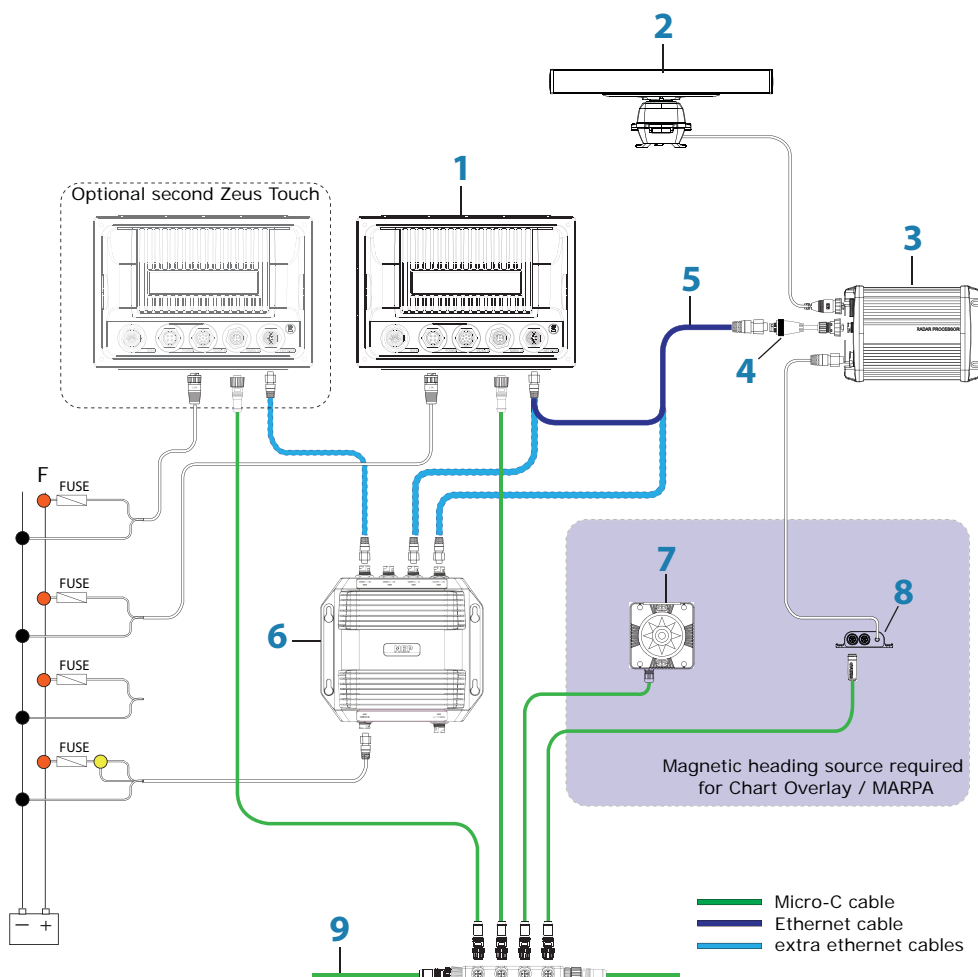 2
1
Optional second Zeus Touch
3
5
RADAR PROCESSOR
4
F
FUSE
FUSE
7
8
6
FUSE
FUSE
Magnetic heading source required
for Chart Overlay / MARPA
— +
9
Micro-C cable
Ethernet cable
extra ethernet cables